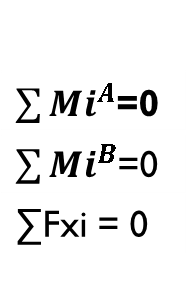 ∑ Mi^A=0
∑ Mi^B=0
∑Fxi = 0